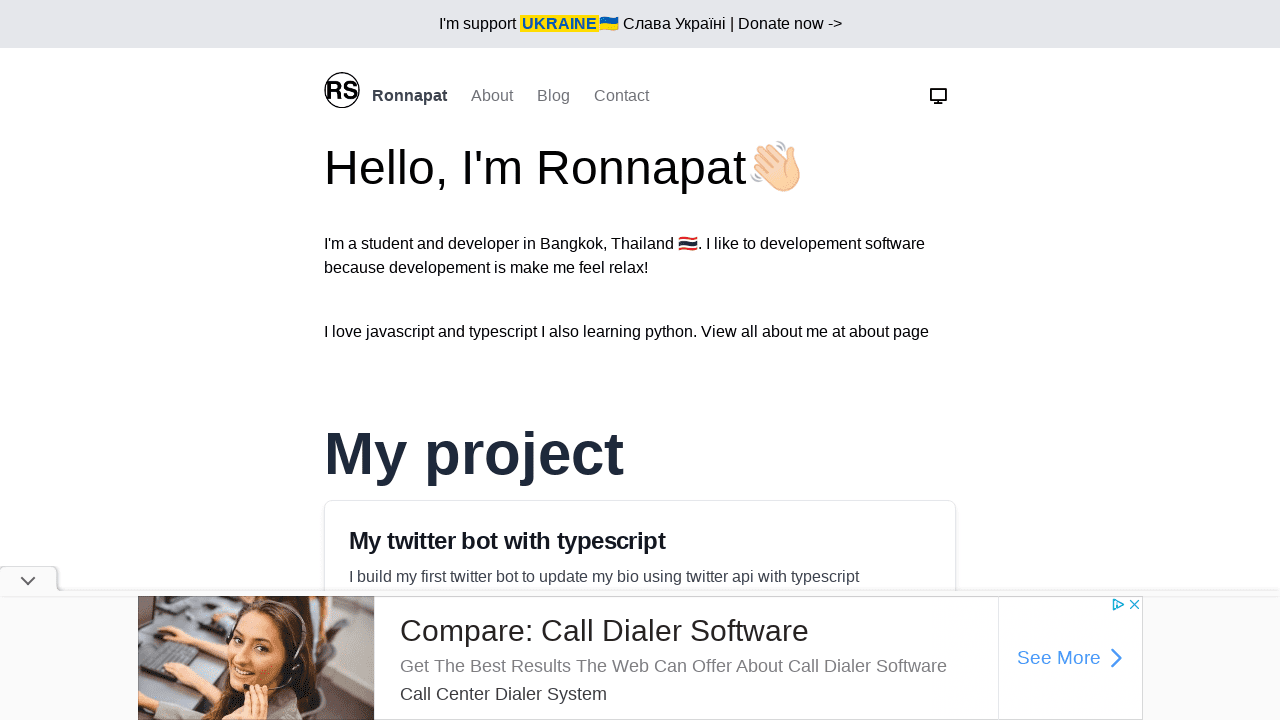 I'm support UKRAINE🇺🇦 Слава Україні | Donate now ->
RS
Ronnapat About Blog Contact
Hello, I'm Ronnapat👋🏻
I'm a student and developer in Bangkok, Thailand 🇹🇭. I like to developement software
because developement is make me feel relax!
I love javascript and typescript I also learning python. View all about me at about page
My project
My twitter bot with typescript
I build my first twitter bot to update my bio using twitter api with typescript
Compare: Call Dialer Software
Get The Best Results The Web Can Offer About Call Dialer Software
Call Center Dialer System
See More